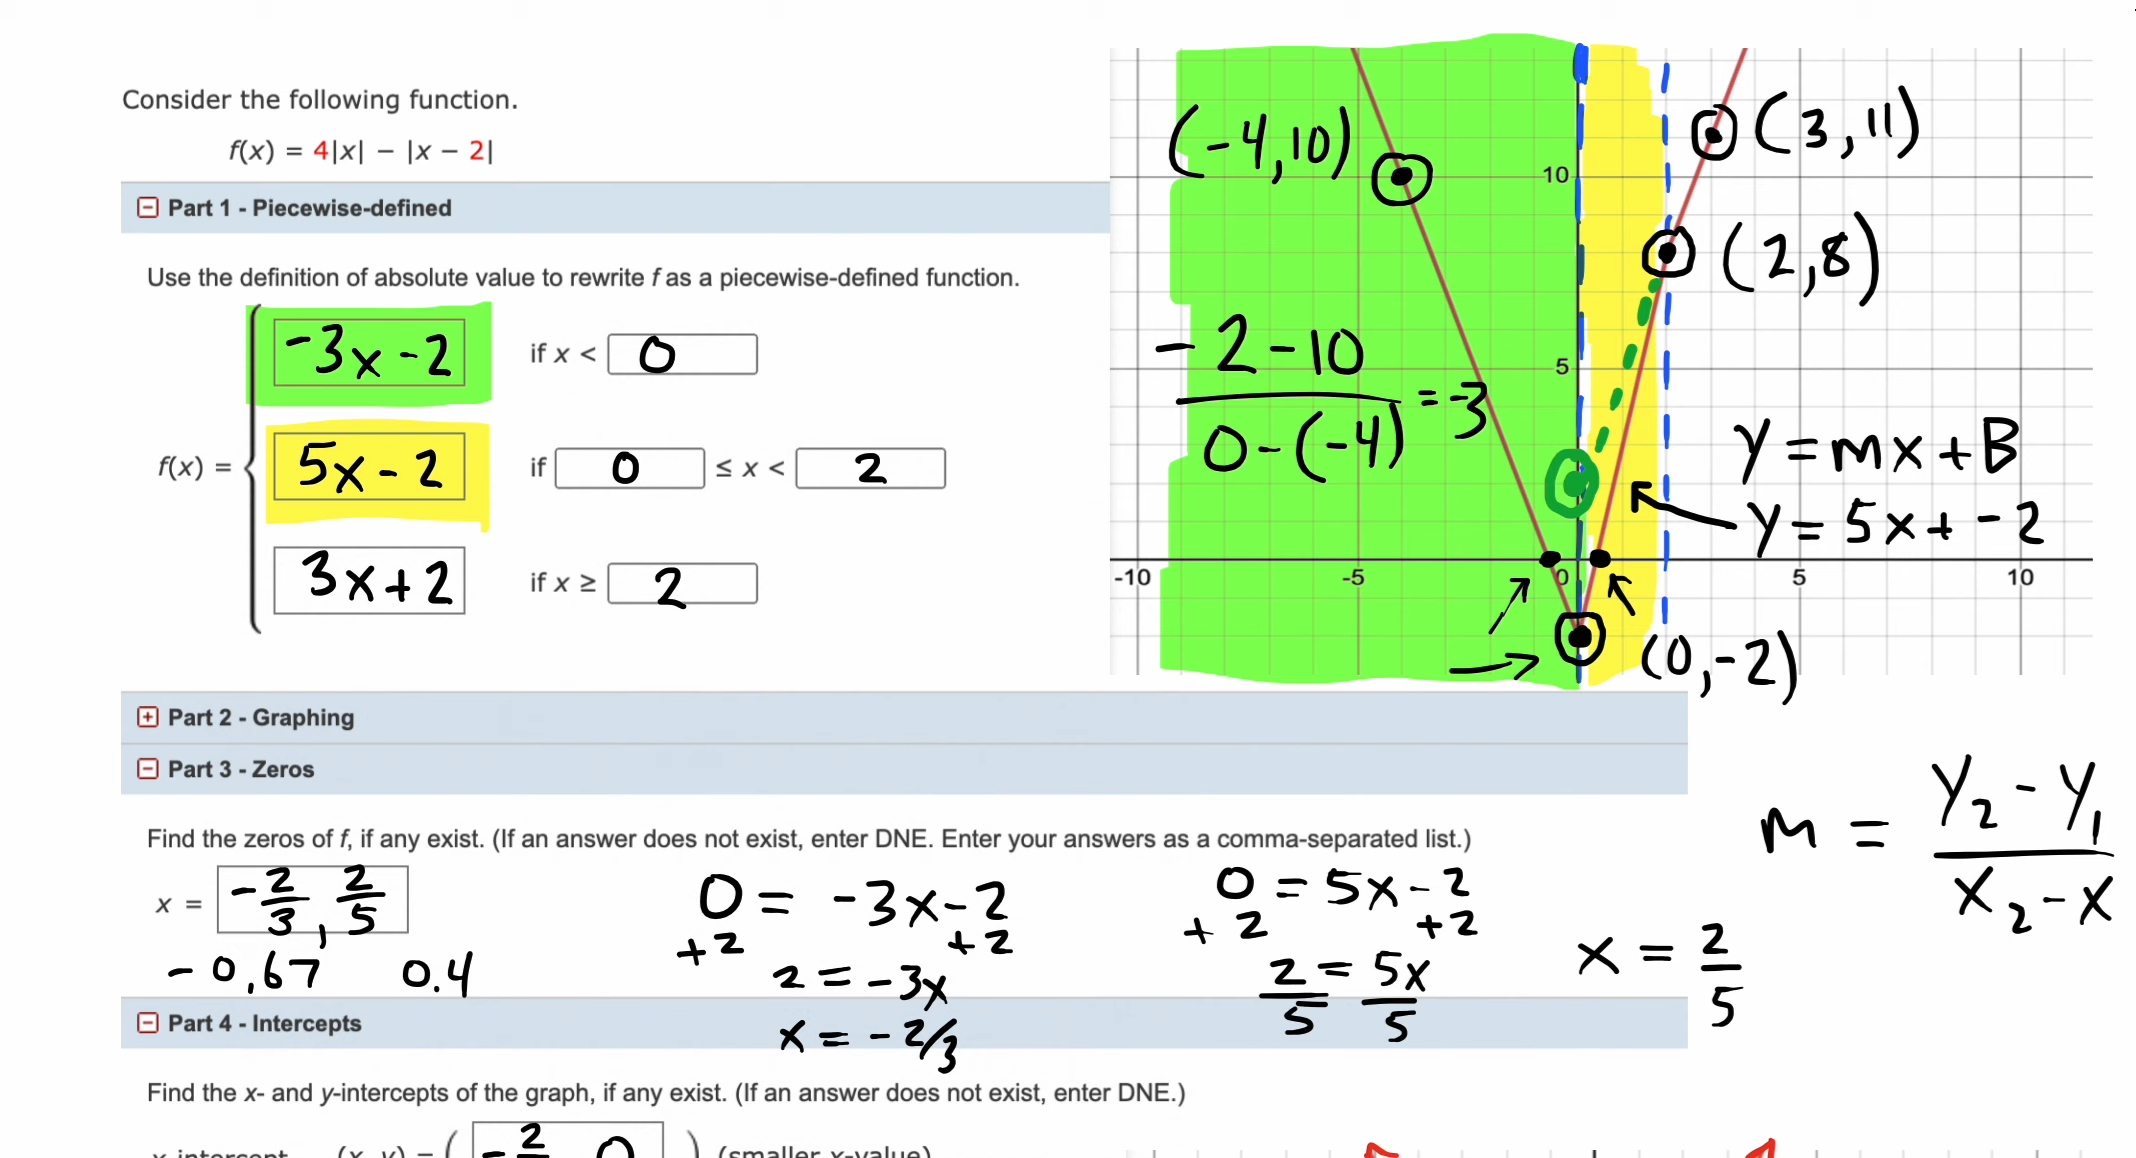 Consider the following function.
f(x) = 4|x| − |x − 2|
Part 1 - Piecewise-defined
Use the definition of absolute value to rewrite f as a piecewise-defined function.
-3x-2 if x < 0
f(x) = 5x-2 if 0 ≤ x < 2
3x+2 if x ≥ 2
(-4,10)
(3,11)
10
(2,8)
-2-10
0-(-4)
=-3
5
y=mx+B
y=5x+-2
-10 -5 0 5 10
(0,-2)
Part 2 - Graphing
Part 3 - Zeros
Find the zeros of f, if any exist. (If an answer does not exist, enter DNE. Enter your answers as a comma-separated list.)
x = -2/3, 2/5
-0.67 0.4
0 = -3x-2
+2 +2
2 = -3x
x = -2/3
0 = 5x-2
+2 +2
2/5 = 5x/5
x = 2/5
m = y2-y1
x2-x
Part 4 - Intercepts
Find the x- and y-intercepts of the graph, if any exist. (If an answer does not exist, enter DNE.)
x-intercept (x, y) = ( -2 0 ) (smaller x-value)